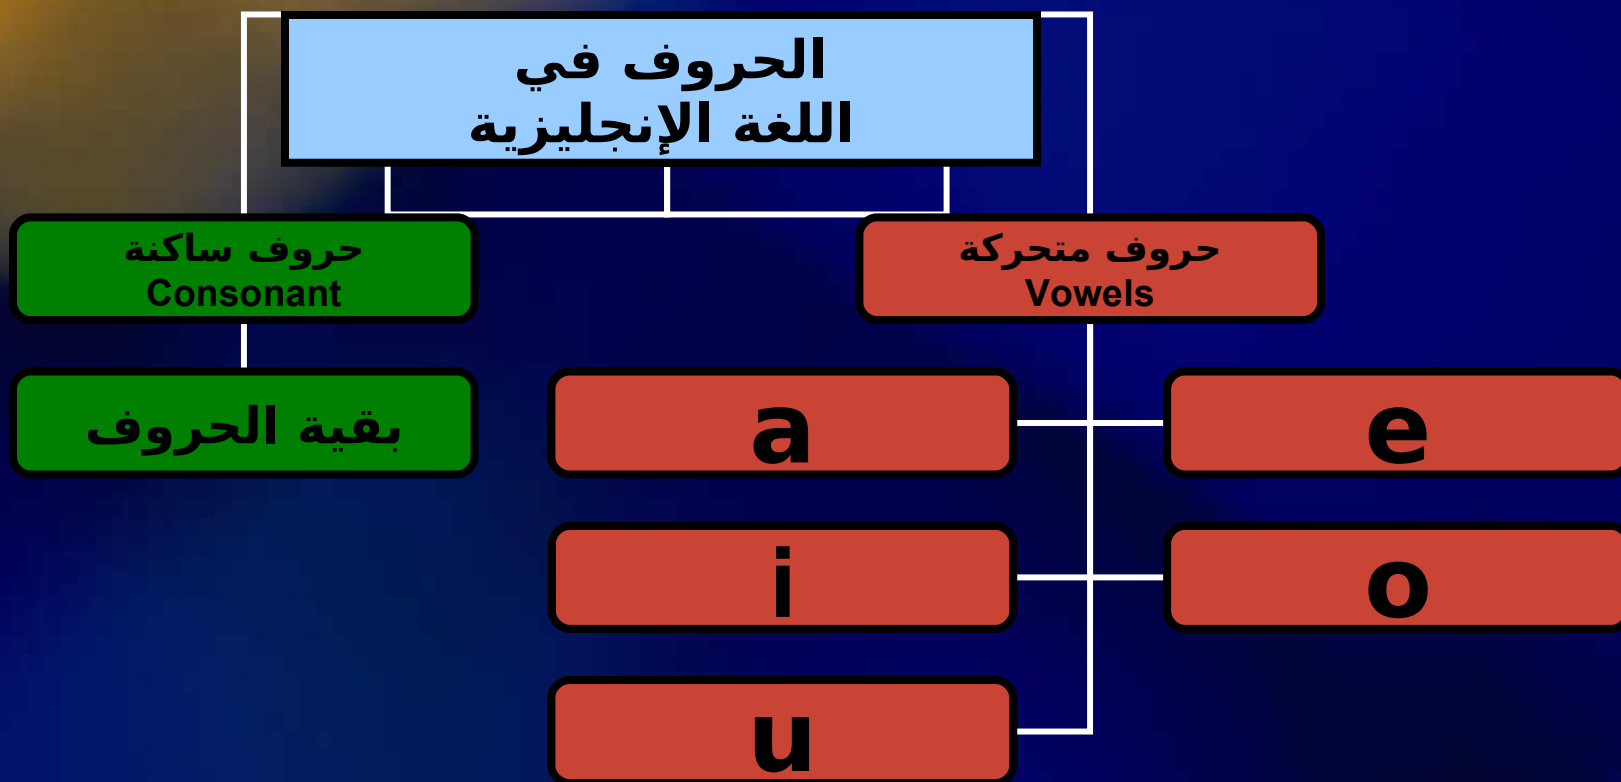 الحروف في
اللغة الإنجليزية
حروف متحركة
Vowels
حروف ساكنة
Consonant
a
e
بقية الحروف
i
o
u